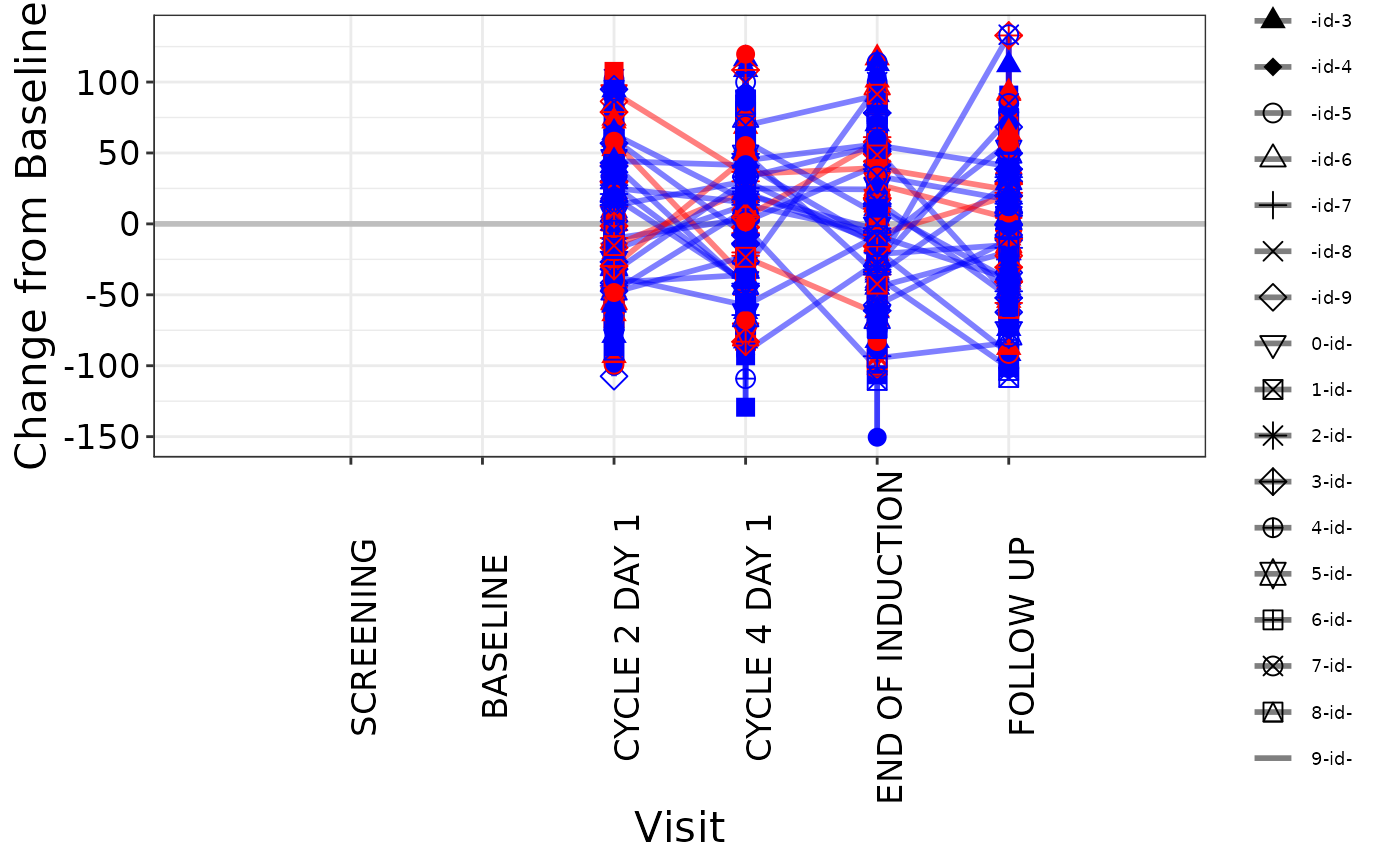 Change from Baseline
100
50
0
-50
-100
-150
SCREENING
BASELINE
CYCLE 2 DAY 1
CYCLE 4 DAY 1
END OF INDUCTION
FOLLOW UP
Visit
-id-3
-id-4
-id-5
-id-6
-id-7
-id-8
-id-9
0-id-
1-id-
2-id-
3-id-
4-id-
5-id-
6-id-
7-id-
8-id-
9-id-